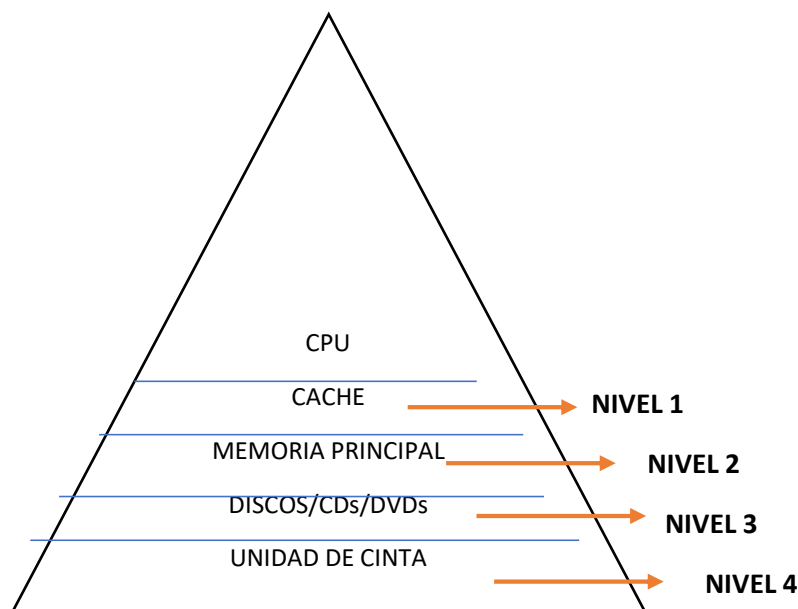 CPU
CACHE
NIVEL 1
MEMORIA PRINCIPAL
NIVEL 2
DISCOS/CDs/DVDs
NIVEL 3
UNIDAD DE CINTA
NIVEL 4